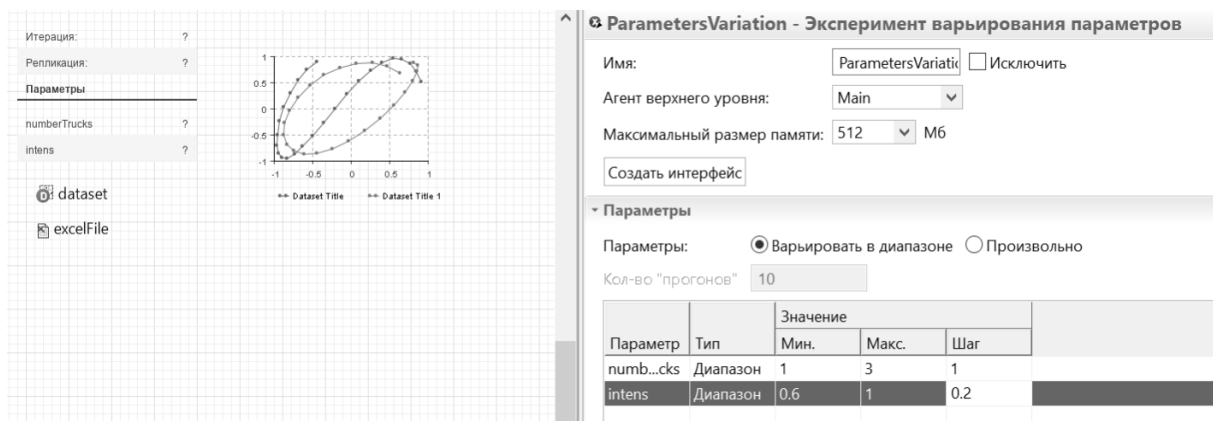 Итерация: ?
Репликация: ?
Параметры
numberTrucks ?
intens ?
dataset
excelFile
1
0.5
0
-0.5
-1
-1 -0.5 0 0.5 1
Dataset Title Dataset Title 1
ParametersVariation - Эксперимент варьирования параметров
Имя: ParametersVariatic Исключить
Агент верхнего уровня: Main
Максимальный размер памяти: 512 Мб
Создать интерфейс
Параметры
Параметры: Варьировать в диапазоне Произвольно
Кол-во "прогонов" 10
Значение
Параметр Тип Мин. Макс. Шаг
numb...cks Диапазон 1 3 1
intens Диапазон 0.6 1 0.2